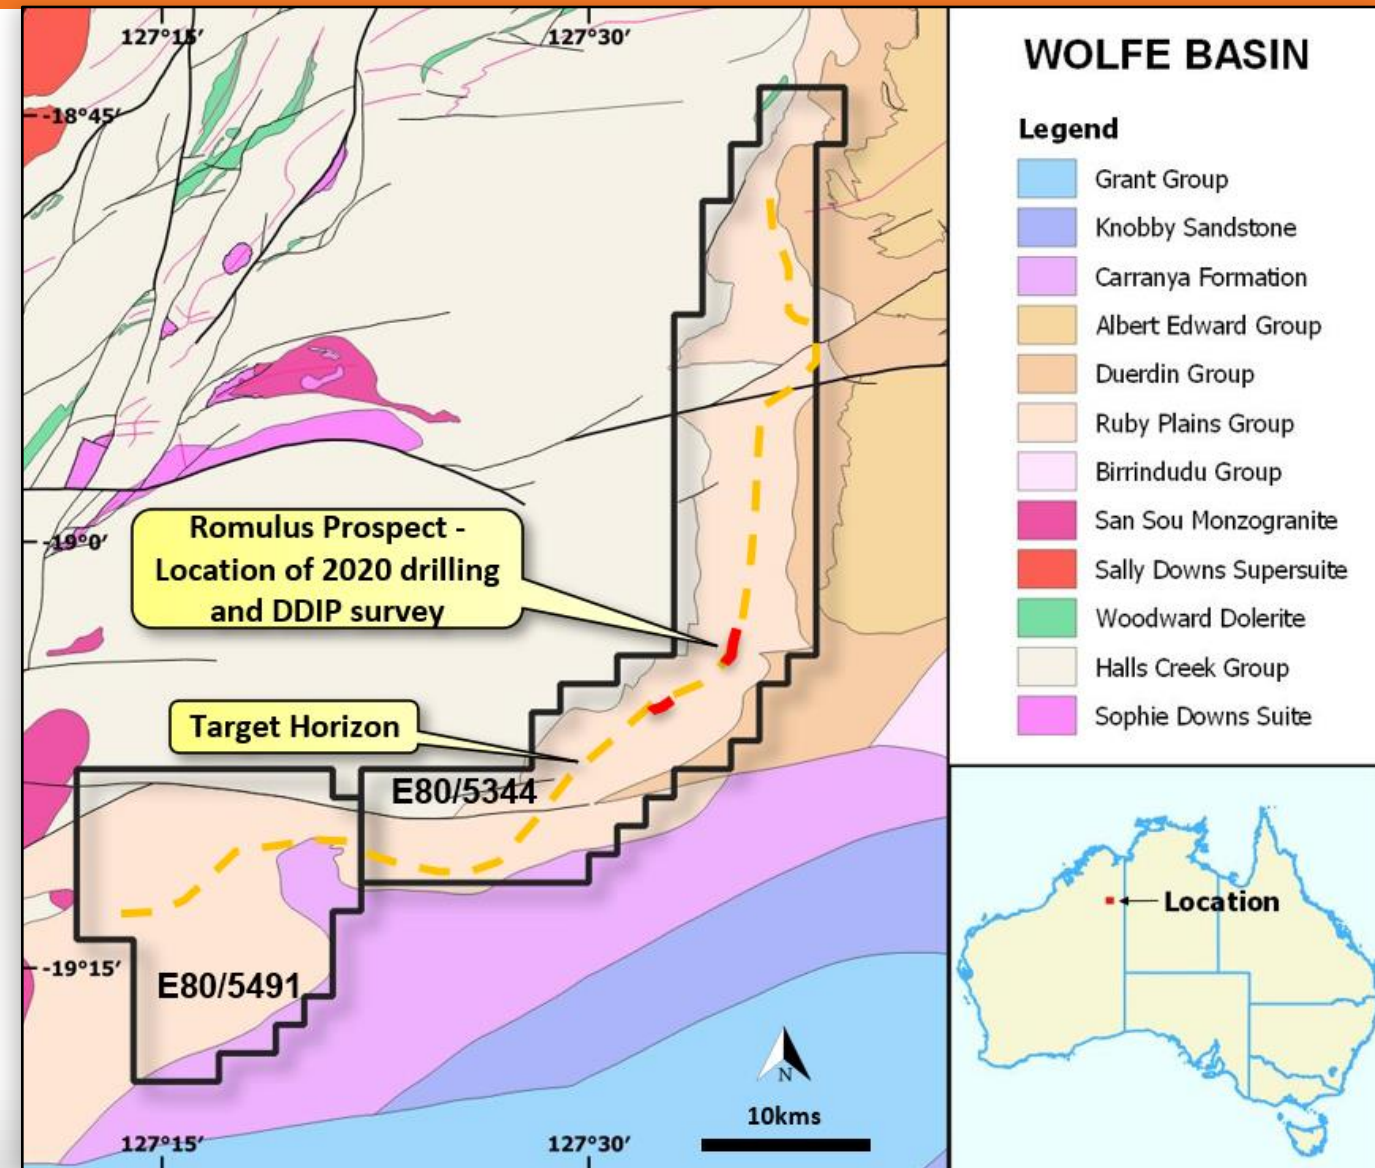 127°15′
127°30′
-18°45′
-19°0′
Romulus Prospect -
Location of 2020 drilling
and DDIP survey
Target Horizon
E80/5344
-19°15′
E80/5491
N
10kms
127°15′
127°30′
WOLFE BASIN
Legend
Grant Group
Knobby Sandstone
Carranya Formation
Albert Edward Group
Duerdin Group
Ruby Plains Group
Birrindudu Group
San Sou Monzogranite
Sally Downs Supersuite
Woodward Dolerite
Halls Creek Group
Sophie Downs Suite
Location